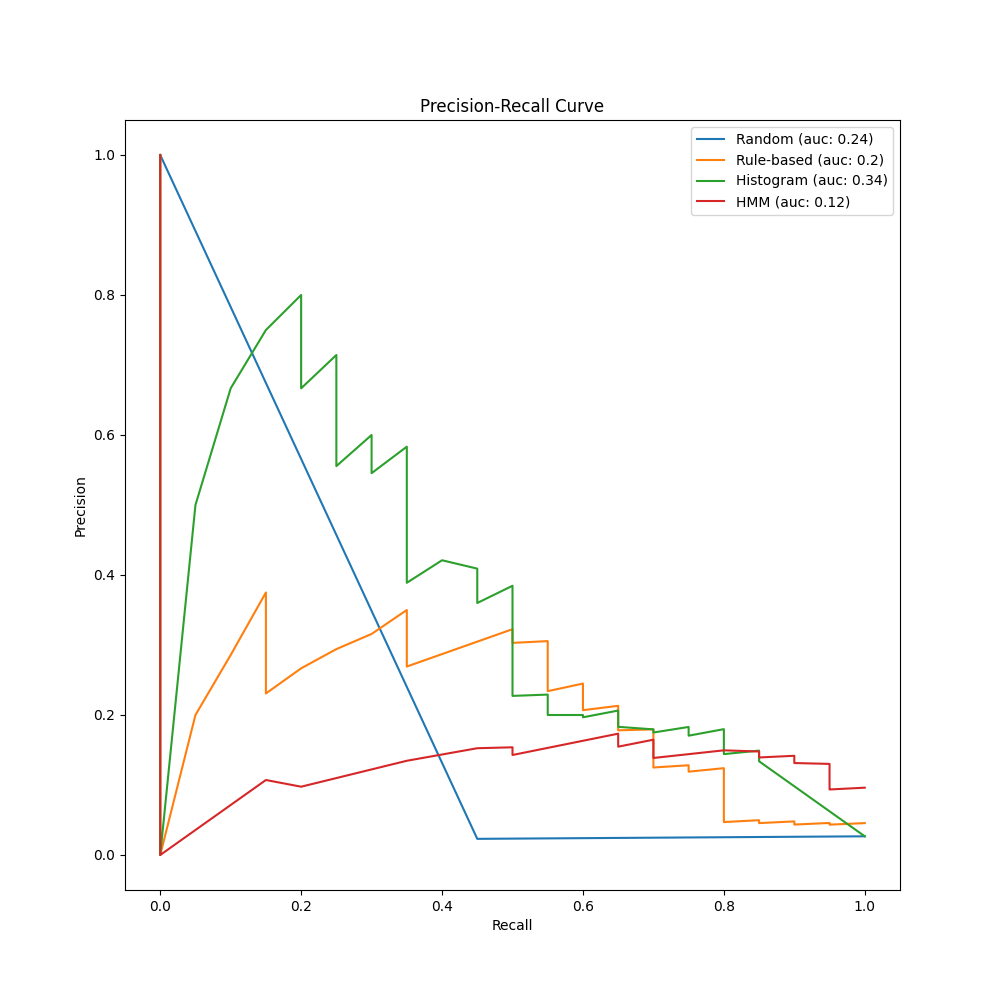 Precision-Recall Curve
Random (auc: 0.24)
Rule-based (auc: 0.2)
Histogram (auc: 0.34)
HMM (auc: 0.12)
1.0
0.8
0.6
0.4
0.2
0.0
Precision
0.0 0.2 0.4 0.6 0.8 1.0
Recall